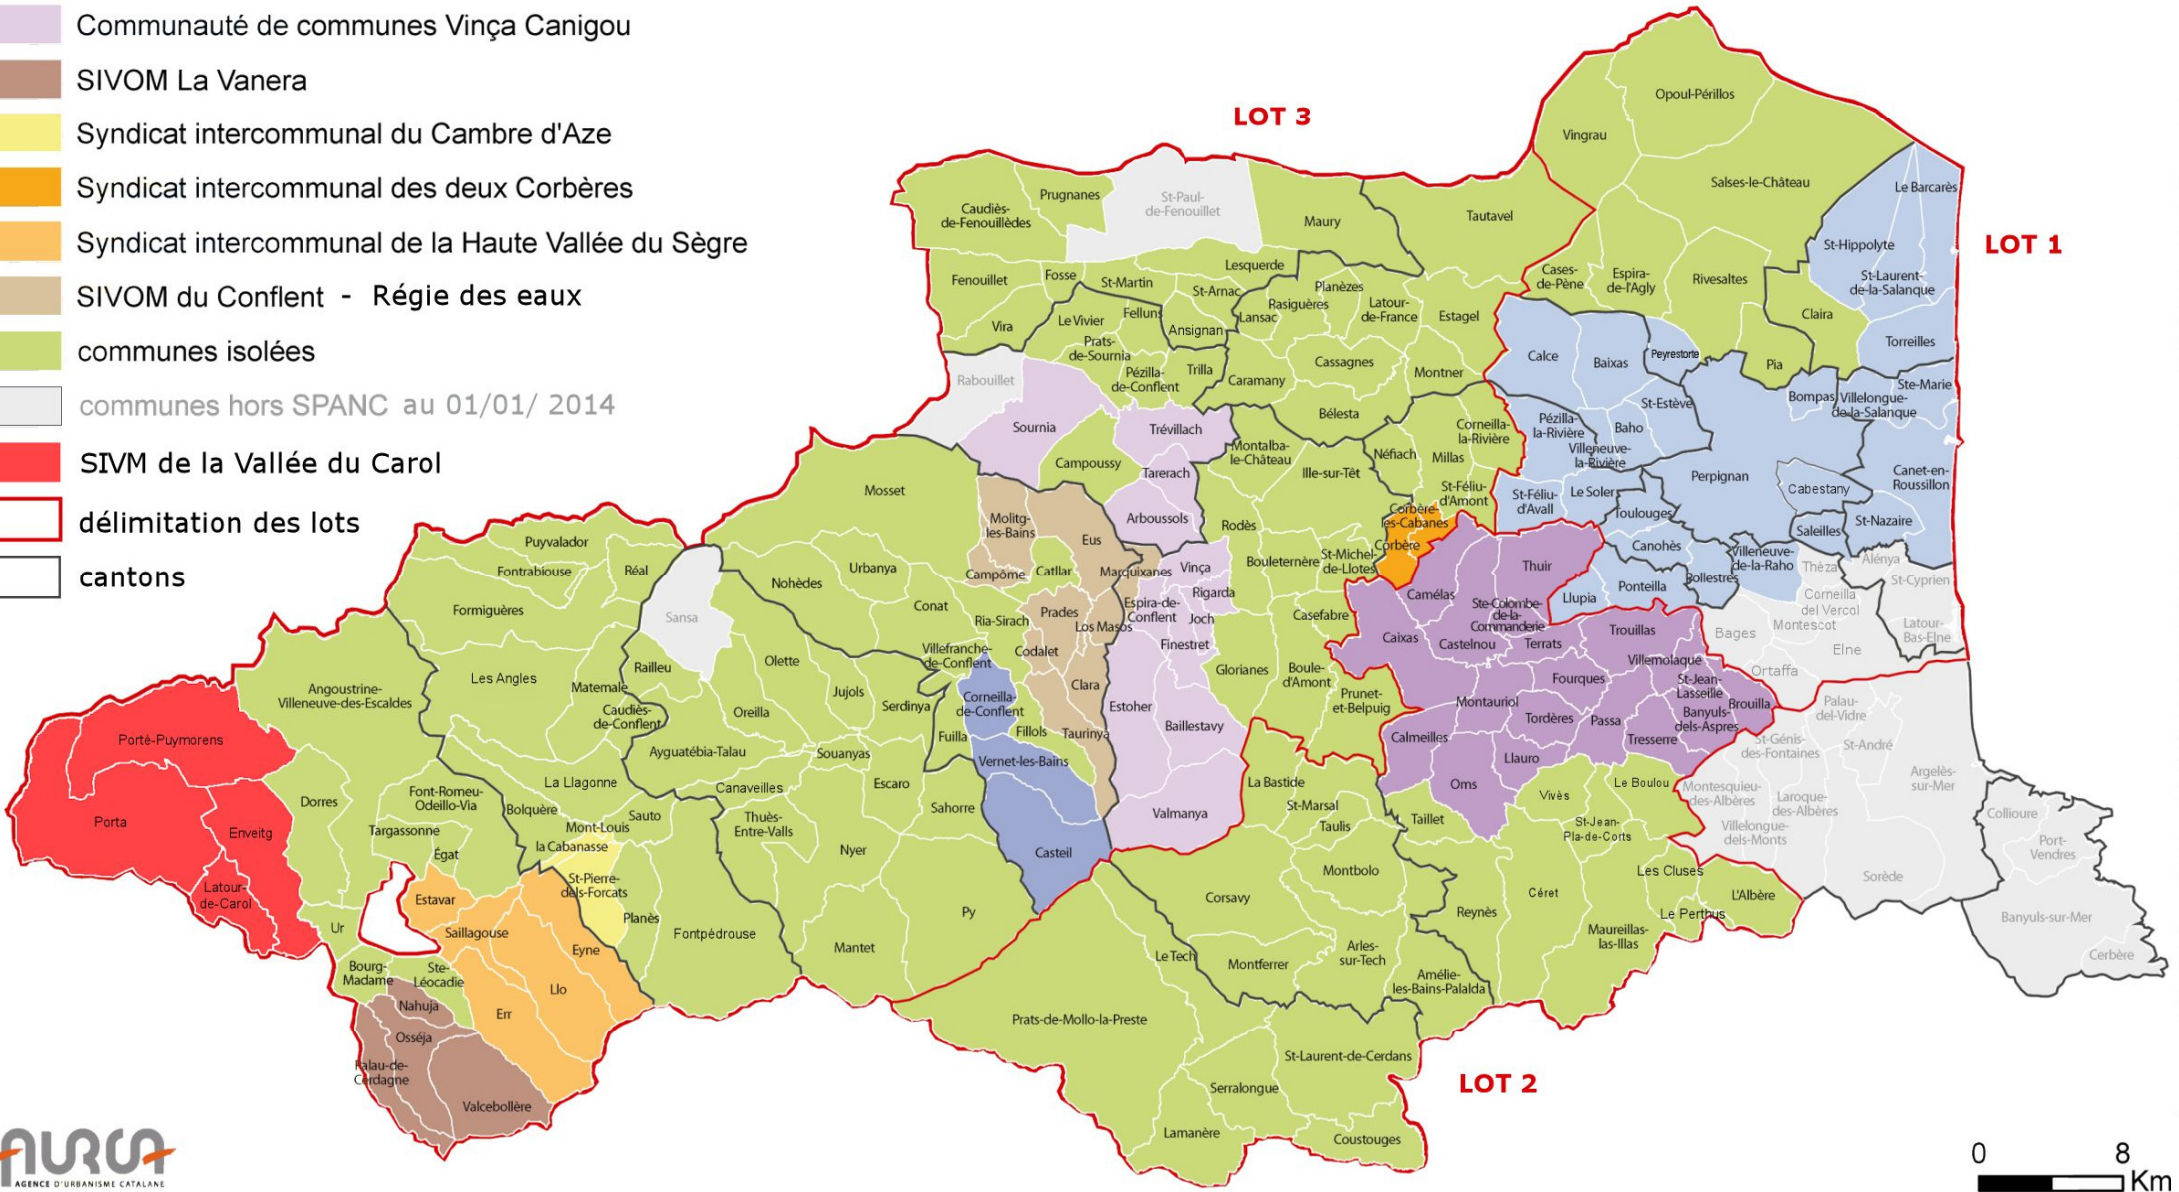 Communauté de communes Vinça Canigou
SIVOM La Vanera
Syndicat intercommunal du Cambre d'Aze
Syndicat intercommunal des deux Corbères
Syndicat intercommunal de la Haute Vallée du Sègre
SIVOM du Conflent - Régie des eaux
communes isolées
communes hors SPANC au 01/01/ 2014
SIVM de la Vallée du Carol
délimitation des lots
cantons
LOT 3
LOT 1
LOT 2
Opoul-Périllos
Vingrau
Salses-le-Château
Le Barcarès
St-Hippolyte
St-Laurent-
de-la-Salanque
Claira
Torreilles
Rivesaltes
Espira-
de-l'Agly
Cases-
de-Pène
Pia
Tautavel
Maury
St-Paul-
de-Fenouillet
Prugnanes
Caudiès-
de-Fenouillèdes
Fenouillet
Fosse
St-Martin
Lesquerde
St-Arnac
Vira
Le Vivier
Felluns
Ansignan
Lansac
Rasiguères
Planèzes
Latour-
de-France
Estagel
Prats-
de-Sournia
Pézilla-
de-Conflent
Trilla
Caramany
Cassagnes
Montner
Bélesta
Rabouillet
Sournia
Trévillach
Campoussy
Tarerach
Arboussols
Montalba-
le-Château
Ille-sur-Têt
Néfiach
Millas
Corneilla-
la-Rivière
St-Féliu-
d'Amont
Corbère-
les-Cabanes
Corbère
St-Michel-
de-Llotes
Bouleternère
Rodès
Casefabre
Glorianes
Boule-
d'Amont
Prunet-
et-Belpuig
Calce
Baixas
Peyrestorte
St-Estève
Pézilla-
la-Rivière
Baho
Villeneuve-
la-Rivière
St-Féliu-
d'Avall
Le Soler
Toulouges
Perpignan
Bompas
Villelongue-
de-la-Salanque
Ste-Marie
Canet-en-
Roussillon
Cabestany
Saleilles
St-Nazaire
Canohès
Ponteilla
Pollestres
Villeneuve-
de-la-Raho
Llupia
Théza
Alénya
St-Cyprien
Corneilla
del Vercol
Montescot
Latour-
Bas-Elne
Bages
Elne
Ortaffa
Thuir
Camélas
Ste-Colombe-
de-la-
Commanderie
Caixas
Castelnou
Terrats
Trouillas
Villemolaque
Fourques
St-Jean-
Lasseille
Banyuls-
dels-Aspres
Brouilla
Montauriol
Tordères
Passa
Tresserre
Calmeilles
Llauro
Oms
Palau-
del-Vidre
St-Génis-
des-Fontaines
St-André
Argelès-
sur-Mer
Montesquieu-
des-Albères
Laroque-
des-Albères
Villelongue-
dels-Monts
Sorède
Collioure
Port-
Vendres
Banyuls-sur-Mer
Cerbère
Mosset
Molitg-
les-Bains
Eus
Campôme
Catllar
Marquixanes
Vinça
Rigarda
Prades
Los Masos
Espira-de-
Conflent
Joch
Finestret
Ria-Sirach
Codalet
Clara
Estoher
Baillestavy
Taurinya
Valmanya
Nohèdes
Urbanya
Conat
Villefranche-
de-Conflent
Corneilla-
de-Conflent
Fuilla
Fillols
Vernet-les-Bains
Casteil
Sansa
Olette
Jujols
Serdinya
Oreilla
Railleu
Caudiès-
de-Conflent
Ayguatébia-Talau
Souanyas
Canaveilles
Escaro
Sahorre
Thuès-
Entre-Valls
Nyer
Py
Mantet
Fontpédrouse
Puyvalador
Fontrabiouse
Réal
Formiguères
Les Angles
Matemale
La Llagonne
Bolquère
Mont-Louis
Sauto
la Cabanasse
St-Pierre-
dels-Forcats
Planès
Angoustrine-
Villeneuve-des-Escaldes
Porté-Puymorens
Porta
Enveitg
Latour-
de-Carol
Dorres
Font-Romeu-
Odeillo-Via
Targassonne
Égat
Ur
Estavar
Saillagouse
Eyne
Llo
Err
Bourg-
Madame
Ste-
Léocadie
Nahuja
Osséja
Palau-de-
Cerdagne
Valcebollère
La Bastide
St-Marsal
Taulis
Taillet
Vivès
Le Boulou
St-Jean-
Pla-de-Corts
Montbolo
Corsavy
Céret
Les Cluses
L'Albère
Le Perthus
Reynès
Maureillas-
las-Illas
Le Tech
Montferrer
Arles-
sur-Tech
Amélie-
les-Bains-Palalda
Prats-de-Mollo-la-Preste
St-Laurent-de-Cerdans
Serralongue
Lamanère
Coustouges
AURCA
AGENCE D'URBANISME CATALANE
0 8
Km